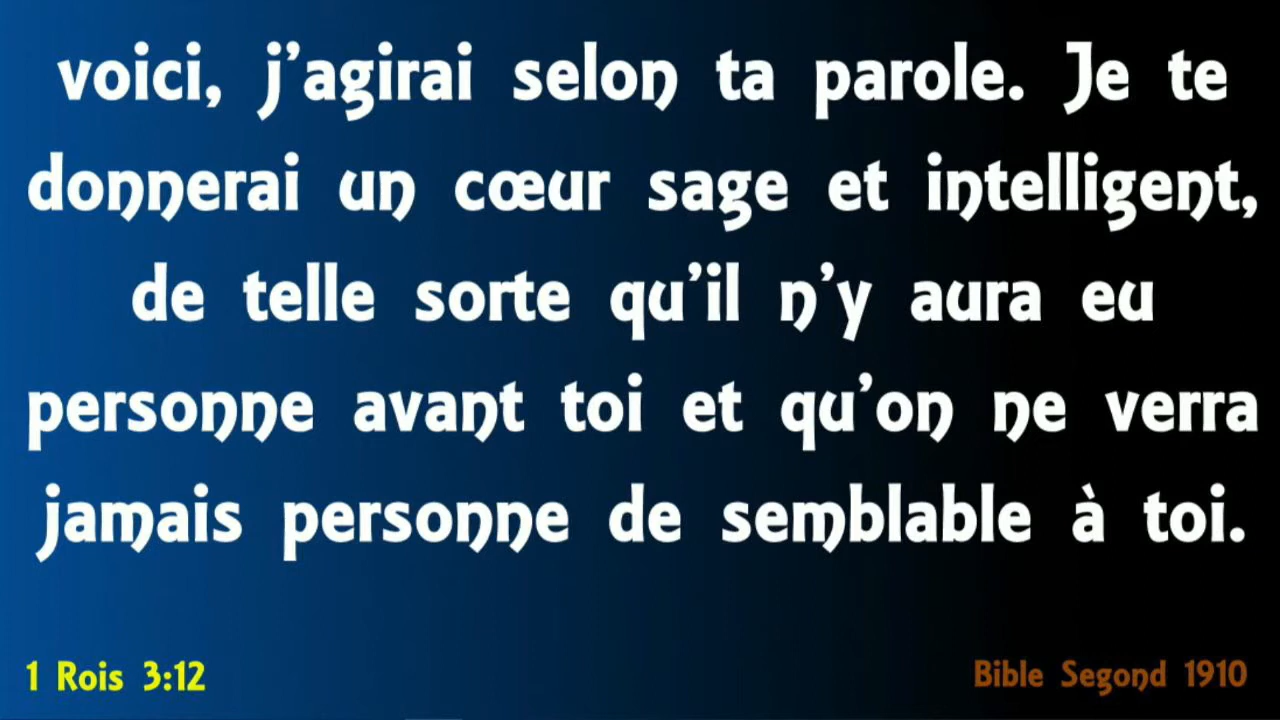 voici, j’agirai selon ta parole. Je te
donnerai un cœur sage et intelligent,
de telle sorte qu’il n’y aura eu
personne avant toi et qu’on ne verra
jamais personne de semblable à toi.
1 Rois 3:12
Bible Segond 1910